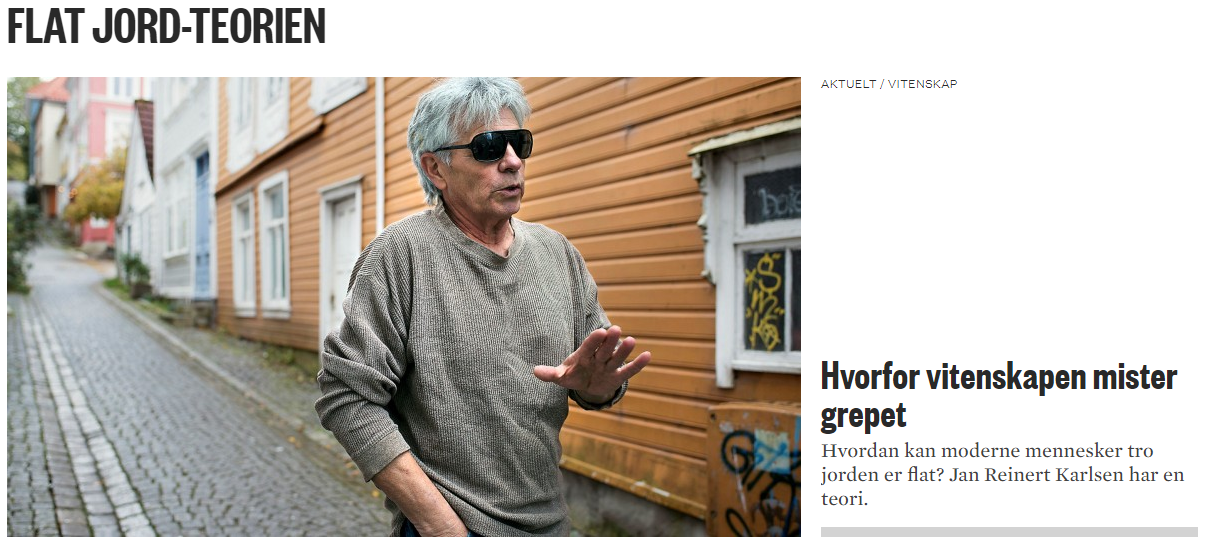 FLAT JORD-TEORIEN
AKTUELT / VITENSKAP
Hvorfor vitenskapen mister
grepet
Hvordan kan moderne mennesker tro
jorden er flat? Jan Reinert Karlsen har en
teori.